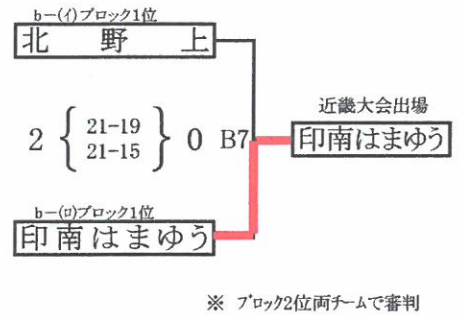 b－(ｲ)ブロック1位
北野上
近畿大会出場
2 { 21-19 21-15 } 0 B7
印南はまゆう
b－(ﾛ)ブロック1位
印南はまゆう
※ ブロック2位両チームで審判